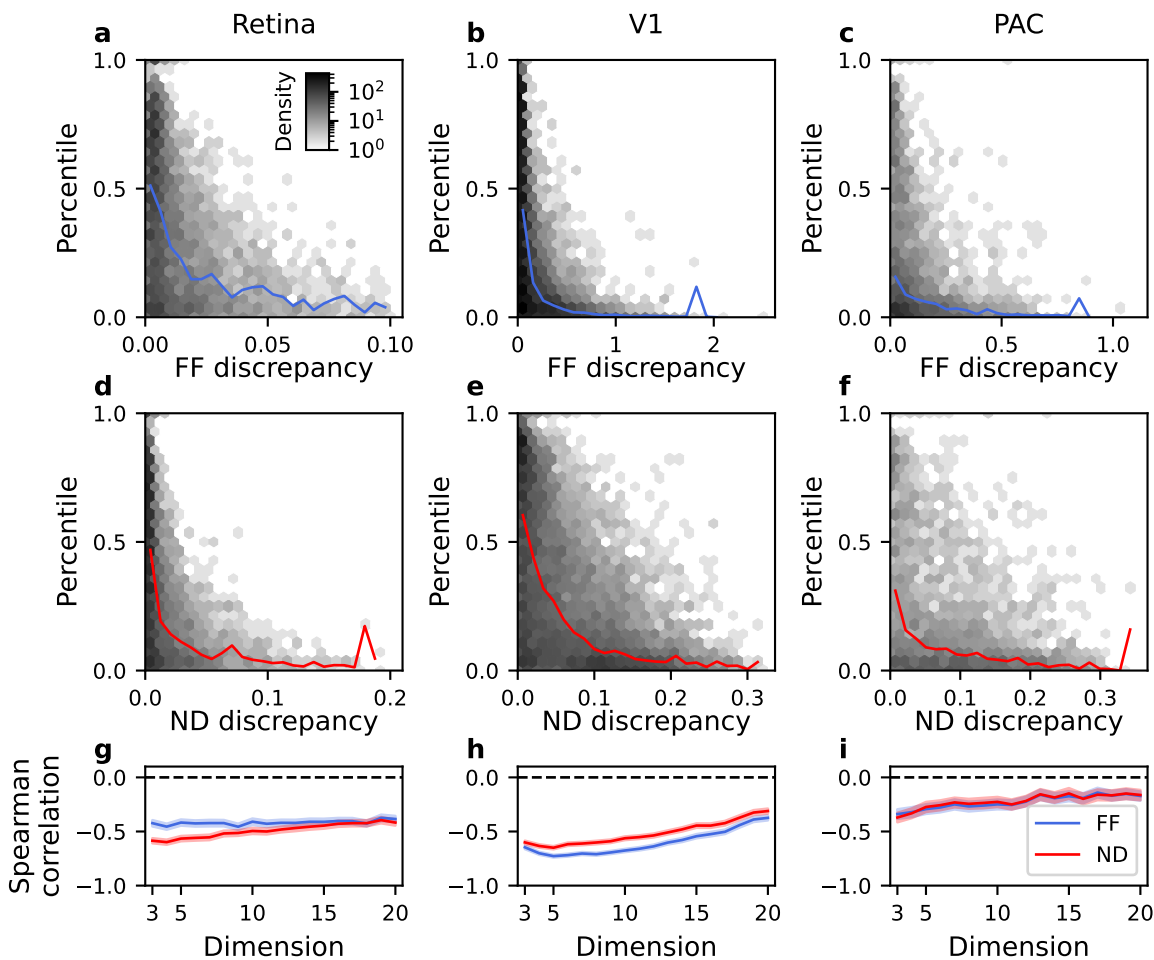 a Retina
b V1
c PAC
1.0
0.5
0.0
Percentile
Density
10²
10¹
10⁰
0.00 0.05 0.10
FF discrepancy
1.0
0.5
0.0
Percentile
0 1 2
FF discrepancy
1.0
0.5
0.0
Percentile
0.0 0.5 1.0
FF discrepancy
d
1.0
0.5
0.0
Percentile
0.0 0.1 0.2
ND discrepancy
e
1.0
0.5
0.0
Percentile
0.0 0.1 0.2 0.3
ND discrepancy
f
1.0
0.5
0.0
Percentile
0.0 0.1 0.2 0.3
ND discrepancy
g
Spearman
correlation
0.0
−0.5
−1.0
3 5 10 15 20
Dimension
h
0.0
−0.5
−1.0
3 5 10 15 20
Dimension
i
0.0
−0.5
−1.0
FF
ND
3 5 10 15 20
Dimension